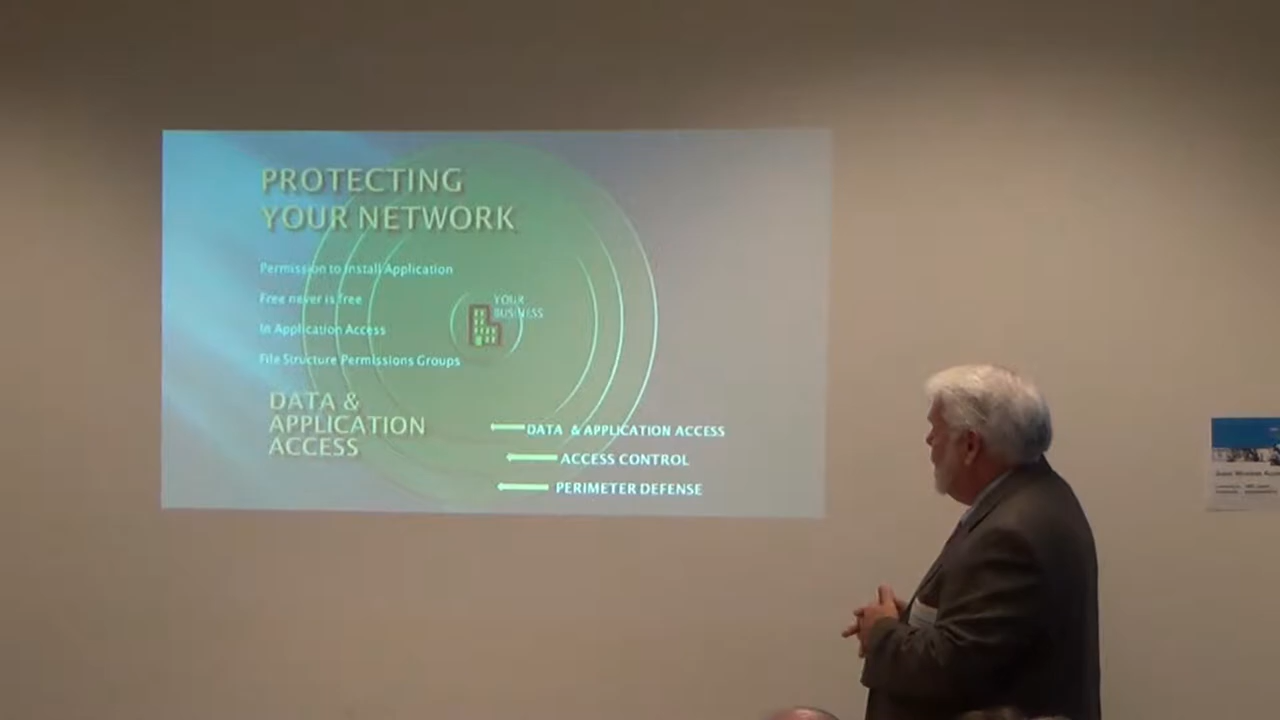 PROTECTING
YOUR NETWORK
Permission to Install Application
Free never is free
In Application Access
File Structure Permissions Groups
YOUR
BUSINESS
DATA &
APPLICATION
ACCESS
DATA & APPLICATION ACCESS
ACCESS CONTROL
PERIMETER DEFENSE